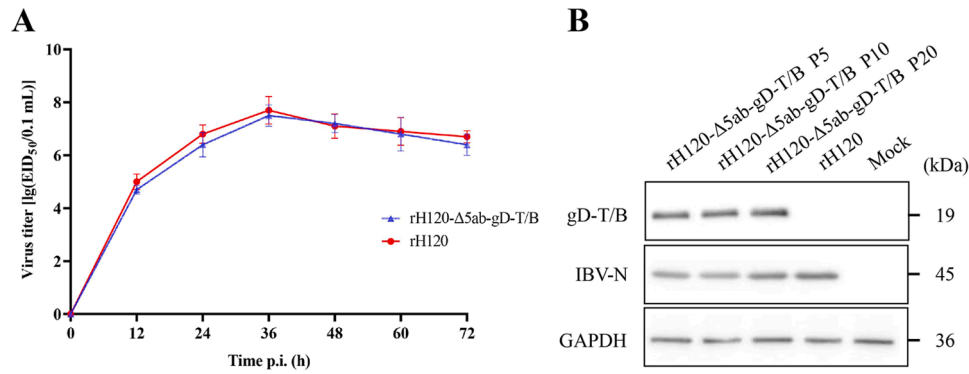 A
Virus titer [lg(ED50/0.1 mL)]
10
8
6
4
2
0
0 12 24 36 48 60 72
Time p.i. (h)
rH120-Δ5ab-gD-T/B
rH120
B
rH120-Δ5ab-gD-T/B P5
rH120-Δ5ab-gD-T/B P10
rH120-Δ5ab-gD-T/B P20
rH120
Mock
(kDa)
gD-T/B 19
IBV-N 45
GAPDH 36